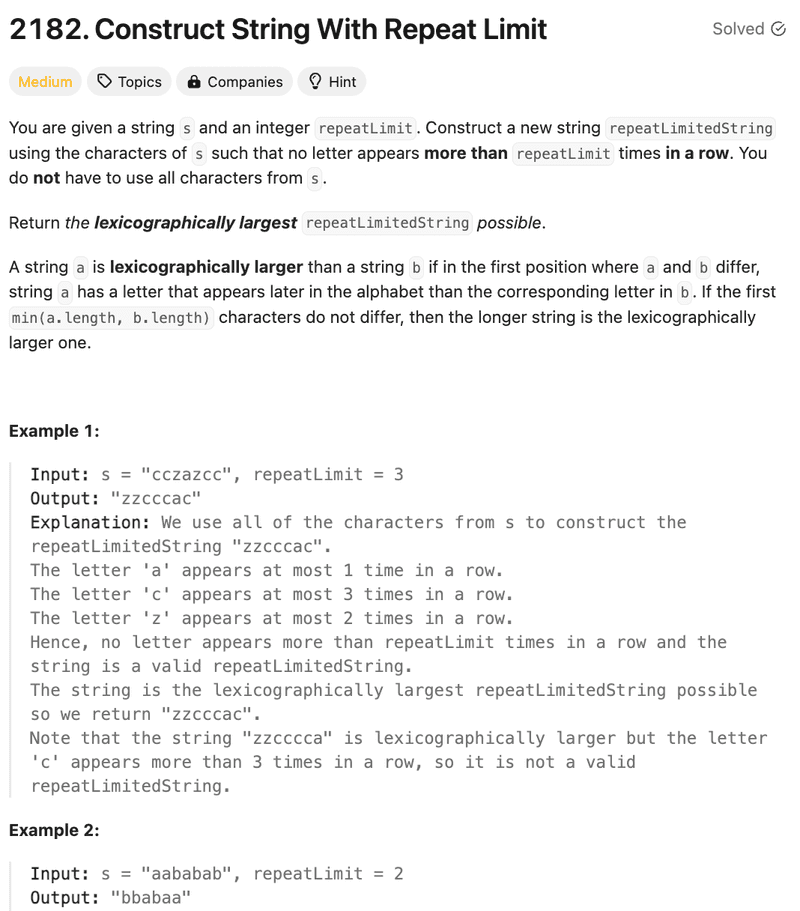 2182. Construct String With Repeat Limit
Solved
Medium Topics Companies Hint
You are given a string s and an integer repeatLimit. Construct a new string repeatLimitedString
using the characters of s such that no letter appears more than repeatLimit times in a row. You
do not have to use all characters from s.
Return the lexicographically largest repeatLimitedString possible.
A string a is lexicographically larger than a string b if in the first position where a and b differ,
string a has a letter that appears later in the alphabet than the corresponding letter in b. If the first
min(a.length, b.length) characters do not differ, then the longer string is the lexicographically
larger one.
Example 1:
Input: s = "cczazcc", repeatLimit = 3
Output: "zzcccac"
Explanation: We use all of the characters from s to construct the
repeatLimitedString "zzcccac".
The letter 'a' appears at most 1 time in a row.
The letter 'c' appears at most 3 times in a row.
The letter 'z' appears at most 2 times in a row.
Hence, no letter appears more than repeatLimit times in a row and the
string is a valid repeatLimitedString.
The string is the lexicographically largest repeatLimitedString possible
so we return "zzcccac".
Note that the string "zzcccca" is lexicographically larger but the letter
'c' appears more than 3 times in a row, so it is not a valid
repeatLimitedString.
Example 2:
Input: s = "aababab", repeatLimit = 2
Output: "bbabaa"